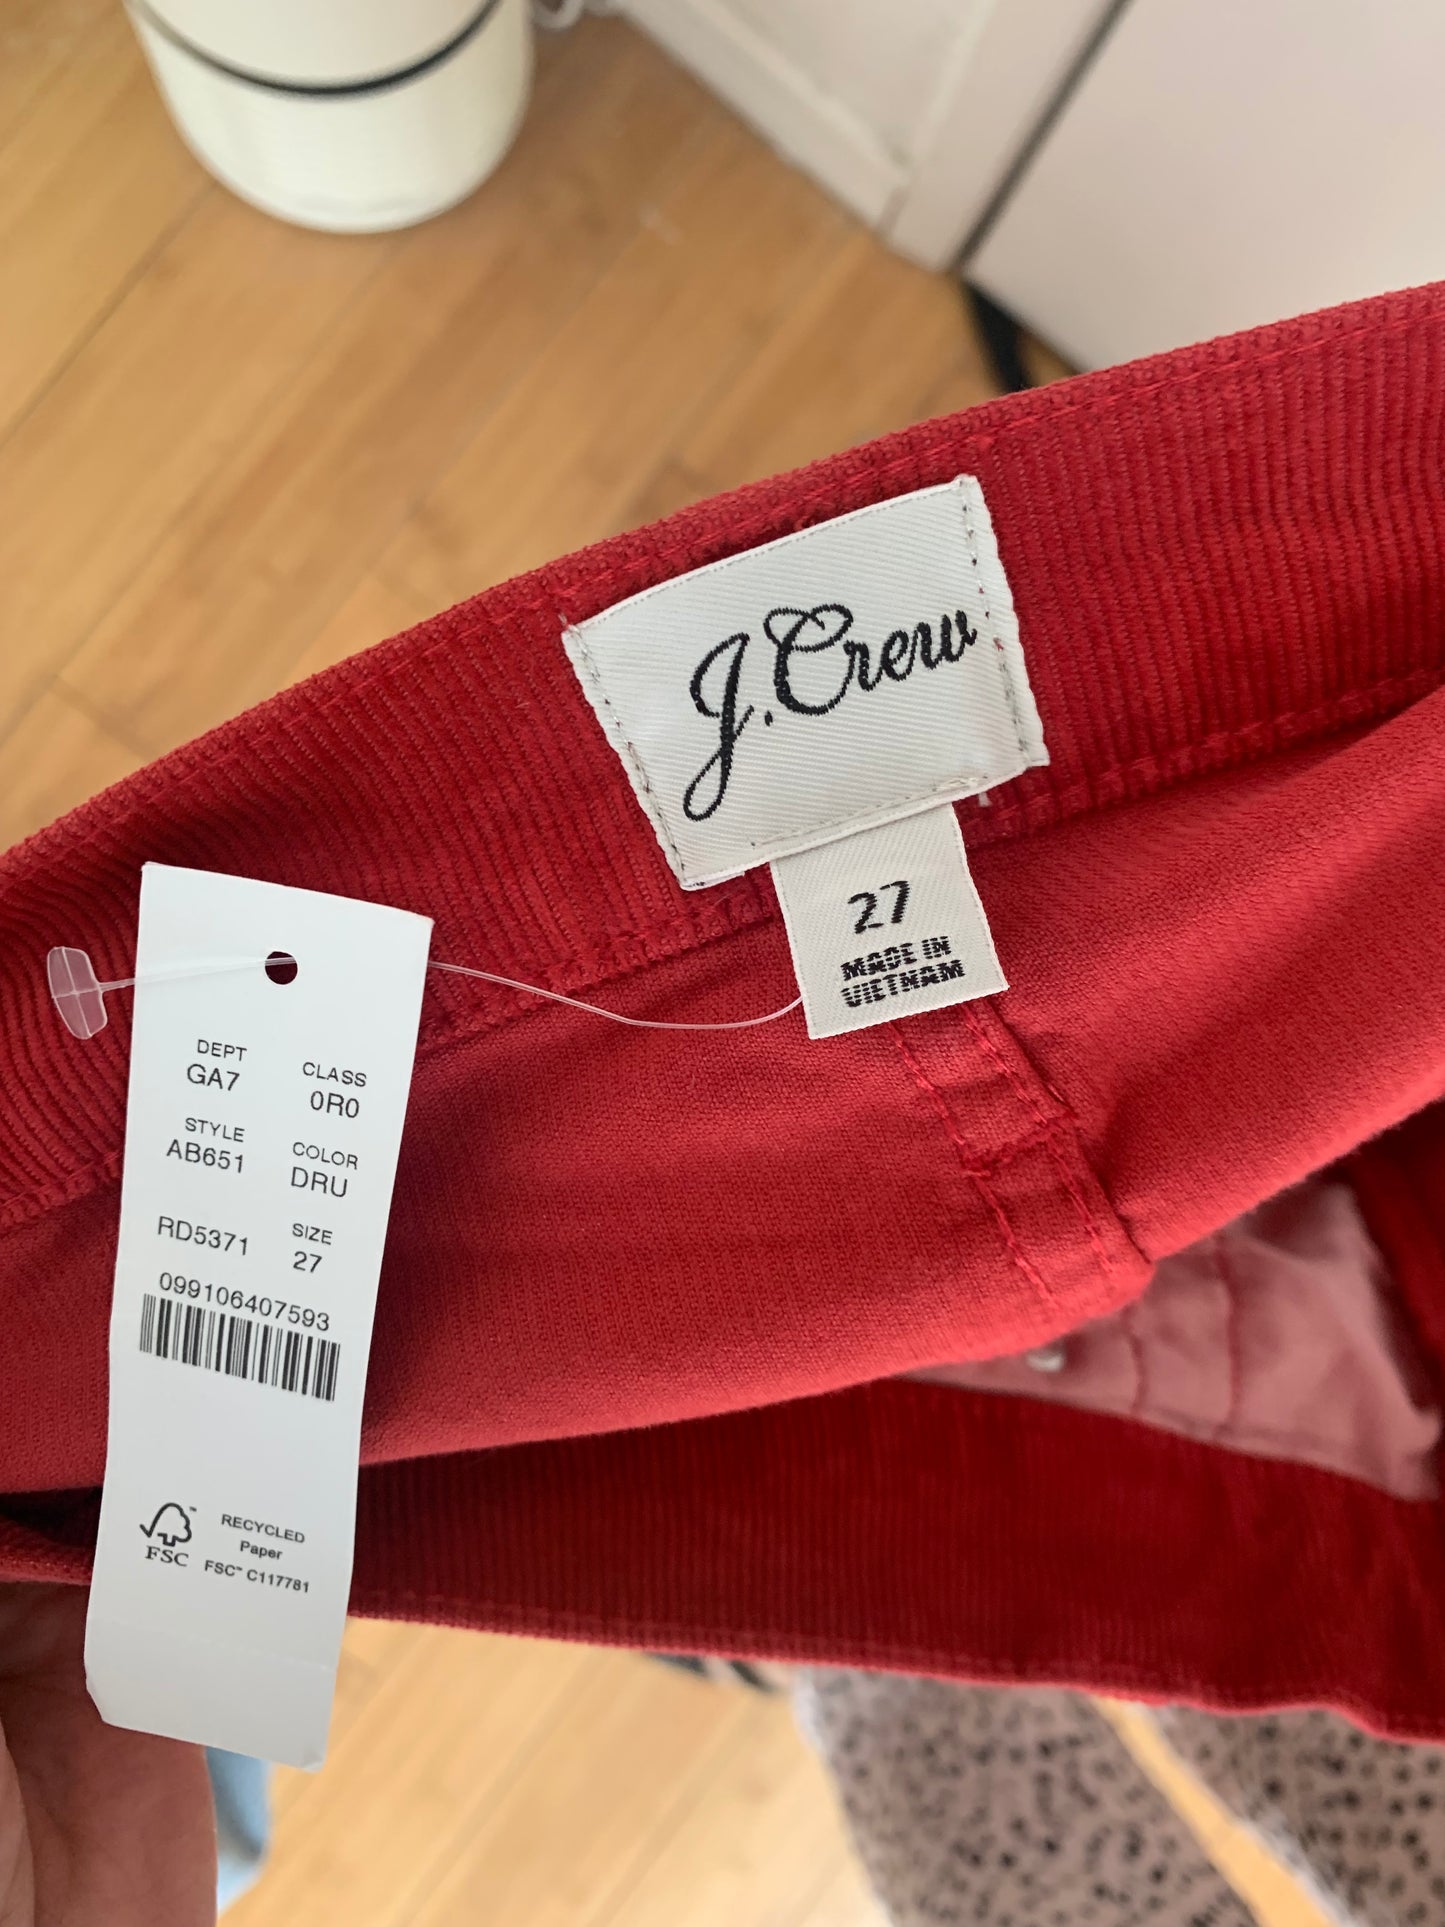 J.Crew
27
MADE IN
VIETNAM
DEPT
GA7
CLASS
0R0
STYLE
AB651
COLOR
DRU
RD5371
SIZE
27
099106407593
FSC™
RECYCLED
Paper
FSC™ C117781